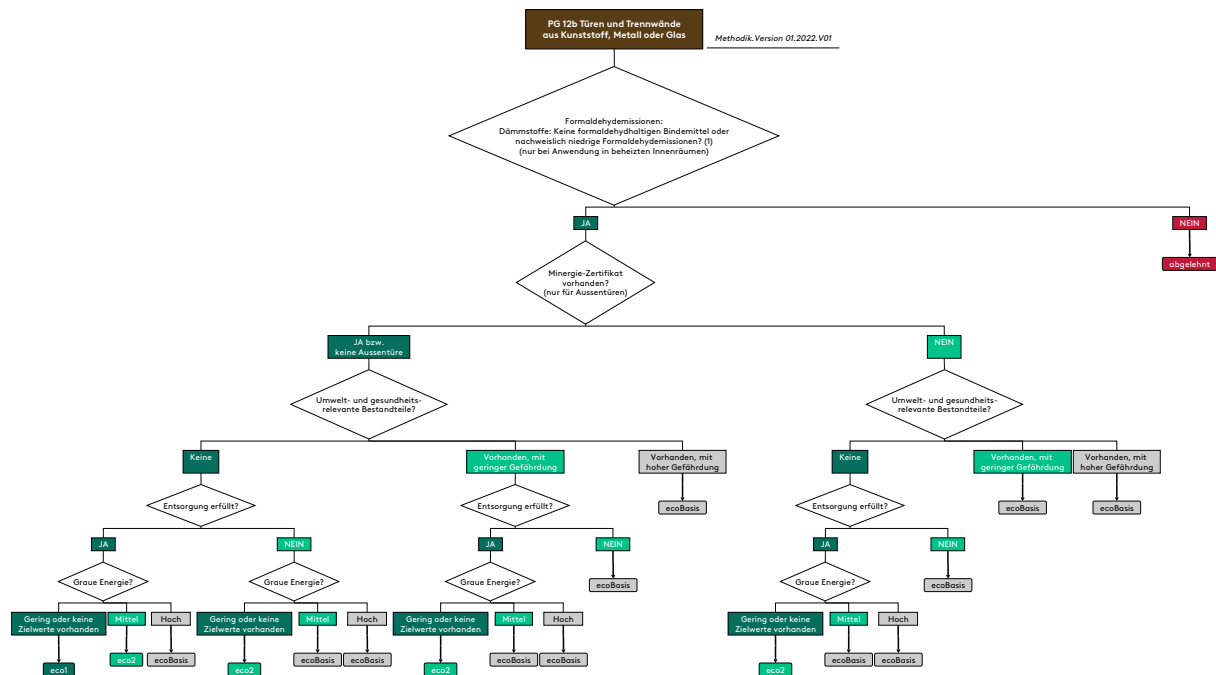 PG 12b Türen und Trennwände
aus Kunststoff, Metall oder Glas
Methodik.Version 01.2022.V01
Formaldehydemissionen:
Dämmstoffe: Keine formaldehydhaltigen Bindemittel oder
nachweislich niedrige Formaldehydemissionen? (1)
(nur bei Anwendung in beheizten Innenräumen)
JA
NEIN
abgelehnt
Minergie-Zertifikat
vorhanden?
(nur für Aussentüren)
JA bzw.
keine Aussentüre
NEIN
Umwelt- und gesundheits-
relevante Bestandteile?
Umwelt- und gesundheits-
relevante Bestandteile?
Keine
Vorhanden, mit
geringer Gefährdung
Vorhanden, mit
hoher Gefährdung
Keine
Vorhanden, mit
geringer Gefährdung
Vorhanden, mit
hoher Gefährdung
Entsorgung erfüllt?
Entsorgung erfüllt?
ecoBasis
Entsorgung erfüllt?
ecoBasis
ecoBasis
JA
NEIN
JA
NEIN
JA
NEIN
Graue Energie?
Graue Energie?
Graue Energie?
ecoBasis
Graue Energie?
ecoBasis
Gering oder keine
Zielwerte vorhanden
Mittel
Hoch
Gering oder keine
Zielwerte vorhanden
Mittel
Hoch
Gering oder keine
Zielwerte vorhanden
Mittel
Hoch
Gering oder keine
Zielwerte vorhanden
Mittel
Hoch
eco1
eco2
ecoBasis
eco2
ecoBasis
ecoBasis
eco2
ecoBasis
ecoBasis
eco2
ecoBasis
ecoBasis